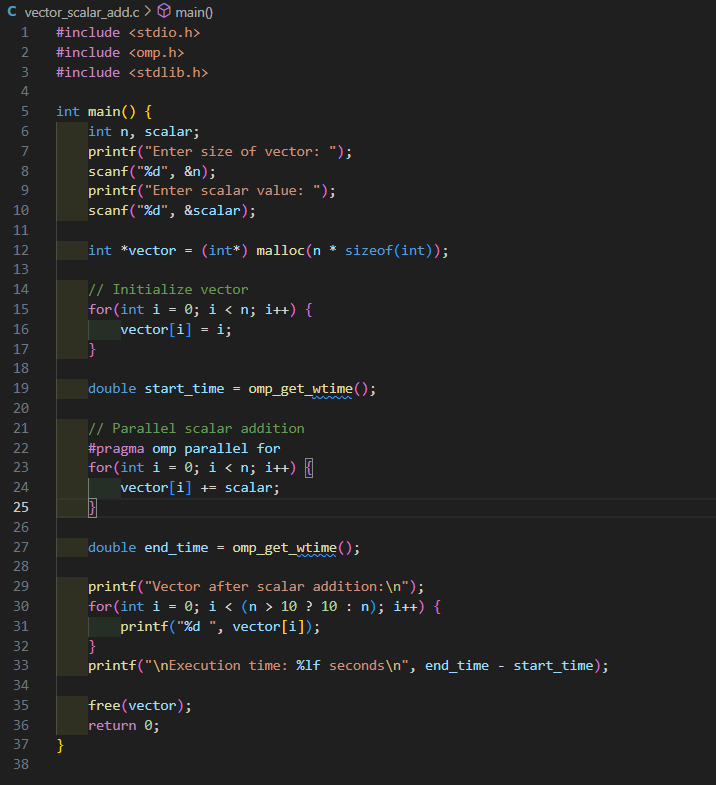 C vector_scalar_add.c > main()
1 #include <stdio.h>
2 #include <omp.h>
3 #include <stdlib.h>
4
5 int main() {
6     int n, scalar;
7     printf("Enter size of vector: ");
8     scanf("%d", &n);
9     printf("Enter scalar value: ");
10     scanf("%d", &scalar);
11
12     int *vector = (int*) malloc(n * sizeof(int));
13
14     // Initialize vector
15     for(int i = 0; i < n; i++) {
16         vector[i] = i;
17     }
18
19     double start_time = omp_get_wtime();
20
21     // Parallel scalar addition
22     #pragma omp parallel for
23     for(int i = 0; i < n; i++) {
24         vector[i] += scalar;
25     }
26
27     double end_time = omp_get_wtime();
28
29     printf("Vector after scalar addition:\n");
30     for(int i = 0; i < (n > 10 ? 10 : n); i++) {
31         printf("%d ", vector[i]);
32     }
33     printf("\nExecution time: %lf seconds\n", end_time - start_time);
34
35     free(vector);
36     return 0;
37 }
38